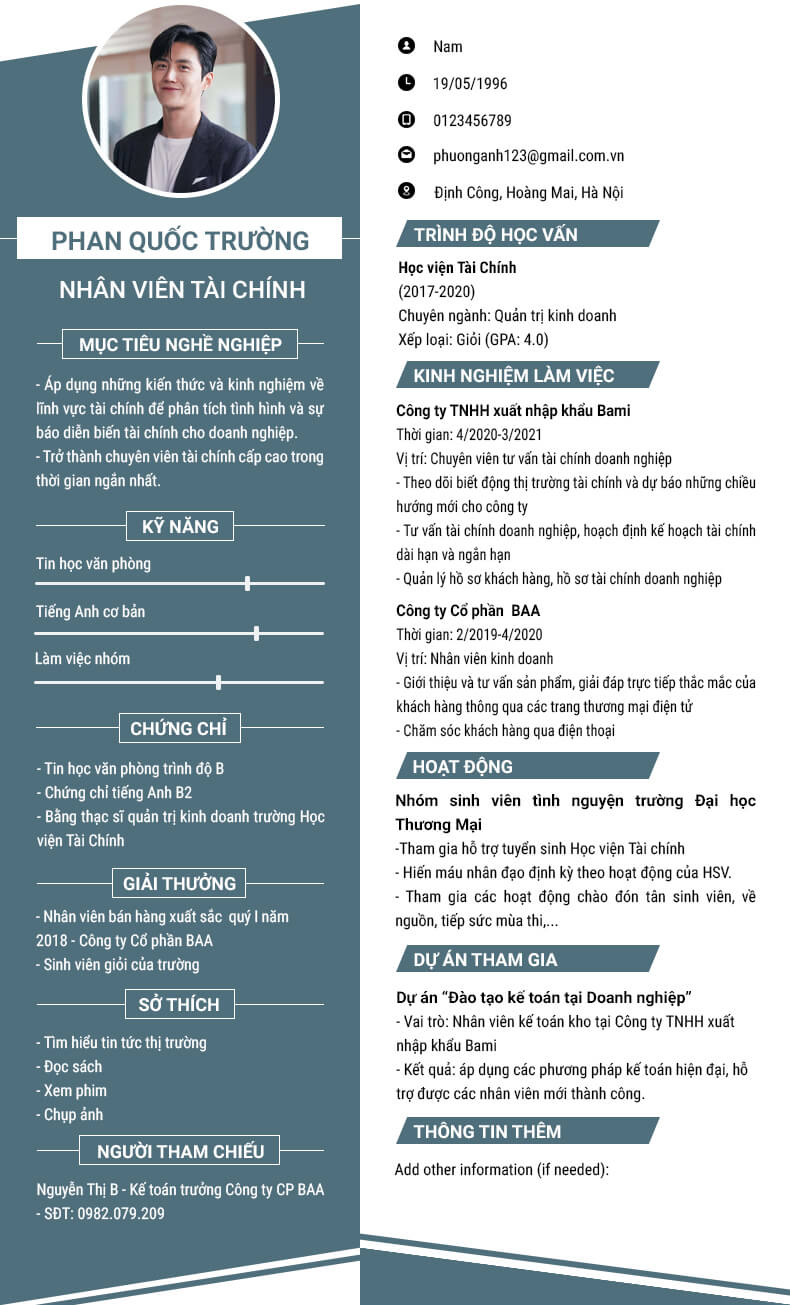 PHAN QUỐC TRƯỜNG
NHÂN VIÊN TÀI CHÍNH
MỤC TIÊU NGHỀ NGHIỆP
- Áp dụng những kiến thức và kinh nghiệm về
lĩnh vực tài chính để phân tích tình hình và sự
báo diễn biến tài chính cho doanh nghiệp.
- Trở thành chuyên viên tài chính cấp cao trong
thời gian ngắn nhất.
KỸ NĂNG
Tin học văn phòng
Tiếng Anh cơ bản
Làm việc nhóm
CHỨNG CHỈ
- Tin học văn phòng trình độ B
- Chứng chỉ tiếng Anh B2
- Bằng thạc sĩ quản trị kinh doanh trường Học
viện Tài Chính
GIẢI THƯỞNG
- Nhân viên bán hàng xuất sắc quý I năm
2018 - Công ty Cổ phần BAA
- Sinh viên giỏi của trường
SỞ THÍCH
- Tìm hiểu tin tức thị trường
- Đọc sách
- Xem phim
- Chụp ảnh
NGƯỜI THAM CHIẾU
Nguyễn Thị B - Kế toán trưởng Công ty CP BAA
- SĐT: 0982.079.209
Nam
19/05/1996
0123456789
phuonganh123@gmail.com.vn
Định Công, Hoàng Mai, Hà Nội
TRÌNH ĐỘ HỌC VẤN
Học viện Tài Chính
(2017-2020)
Chuyên ngành: Quản trị kinh doanh
Xếp loại: Giỏi (GPA: 4.0)
KINH NGHIỆM LÀM VIỆC
Công ty TNHH xuất nhập khẩu Bami
Thời gian: 4/2020-3/2021
Vị trí: Chuyên viên tư vấn tài chính doanh nghiệp
- Theo dõi biết động thị trường tài chính và dự báo những chiều
hướng mới cho công ty
- Tư vấn tài chính doanh nghiệp, hoạch định kế hoạch tài chính
dài hạn và ngắn hạn
- Quản lý hồ sơ khách hàng, hồ sơ tài chính doanh nghiệp
Công ty Cổ phần BAA
Thời gian: 2/2019-4/2020
Vị trí: Nhân viên kinh doanh
- Giới thiệu và tư vấn sản phẩm, giải đáp trực tiếp thắc mắc của
khách hàng thông qua các trang thương mại điện tử
- Chăm sóc khách hàng qua điện thoại
HOẠT ĐỘNG
Nhóm sinh viên tình nguyện trường Đại học
Thương Mại
-Tham gia hỗ trợ tuyển sinh Học viện Tài chính
- Hiến máu nhân đạo định kỳ theo hoạt động của HSV.
- Tham gia các hoạt động chào đón tân sinh viên, về
nguồn, tiếp sức mùa thi,...
DỰ ÁN THAM GIA
Dự án “Đào tạo kế toán tại Doanh nghiệp”
- Vai trò: Nhân viên kế toán kho tại Công ty TNHH xuất
nhập khẩu Bami
- Kết quả: áp dụng các phương pháp kế toán hiện đại, hỗ
trợ được các nhân viên mới thành công.
THÔNG TIN THÊM
Add other information (if needed):